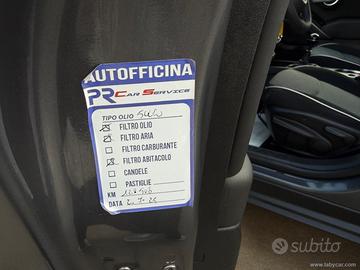 AUTOFFICINA
PR CAR SERVICE
TIPO OLIO 5W40
FILTRO OLIO
FILTRO ARIA
FILTRO CARBURANTE
FILTRO ABITACOLO
CANDELE
PASTIGLIE
KM
DATA
subito
www.labycar.com